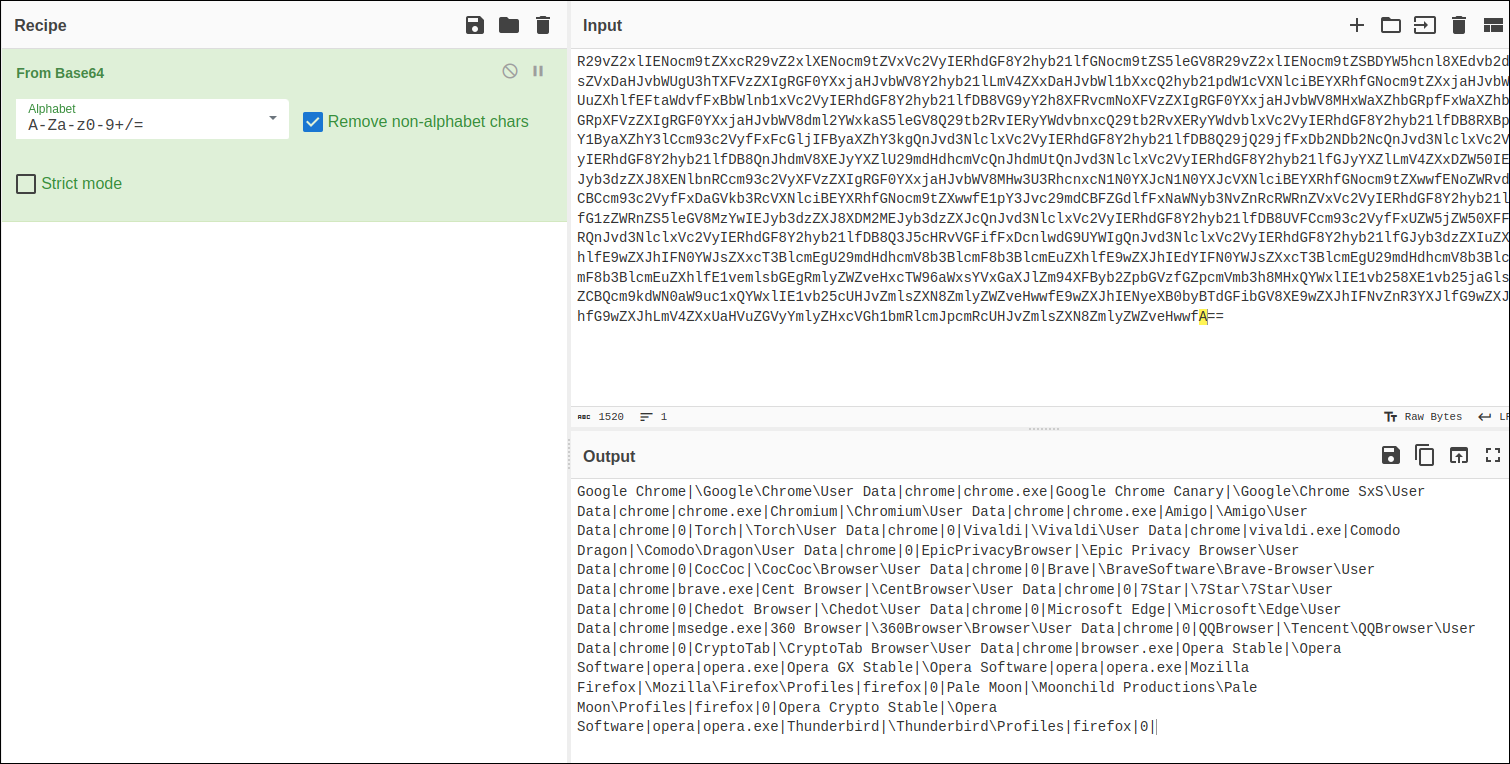 Recipe
From Base64
Alphabet
A-Za-z0-9+/=
Remove non-alphabet chars
Strict mode
Input
R29vZ2xlIENocm9tZXxcR29vZ2xlXENocm9tZVxVc2VyIERhdGF8Y2hyb21lfGNocm9tZS5leGV8R29vZ2xlIENocm9tZSBDYW5hcnl8XEdvb2d
sZVxDaHJvbWUgU3hTXFVzZXIgRGF0YXxjaHJvbWV8Y2hyb21lLmV4ZXxDaHJvbWl1bXxcQ2hyb21pdW1cVXNlciBEYXRhfGNocm9tZXxjaHJvbW
UuZXhlfEFtaWdvfFxBbWlnb1xVc2VyIERhdGF8Y2hyb21lfDB8VG9yY2h8XFRvcmNoXFVzZXIgRGF0YXxjaHJvbWV8MHxWaXZhbGRpfFxWaXZhb
GRpXFVzZXIgRGF0YXxjaHJvbWV8dml2YWxkaS5leGV8Q29tb2RvIERyYWdvbnxcQ29tb2RvXERyYWdvblxVc2VyIERhdGF8Y2hyb21lfDB8RXBp
Y1ByaXZhY3lCcm93c2VyfFxFcGljIFByaXZhY3kgQnJvd3NlclxVc2VyIERhdGF8Y2hyb21lfDB8Q29jQ29jfFxDb2NDb2NcQnJvd3NlclxVc2V
yIERhdGF8Y2hyb21lfDB8QnJhdmV8XEJyYXZlU29mdHdhcmVcQnJhdmUtQnJvd3NlclxVc2VyIERhdGF8Y2hyb21lfGJyYXZlLmV4ZXxDZW50IE
Jyb3dzZXJ8XENlbnRCcm93c2VyXFVzZXIgRGF0YXxjaHJvbWV8MHw3U3RhcnxcN1N0YXJcN1N0YXJcVXNlciBEYXRhfGNocm9tZXwwfENoZWRvd
CBCcm93c2VyfFxDaGVkb3RcVXNlciBEYXRhfGNocm9tZXwwfE1pY3Jvc29mdCBFZGdlfFxNaWNyb3NvZnRcRWRnZVxVc2VyIERhdGF8Y2hyb21l
fG1zZWRnZS5leGV8MzYwIEJyb3dzZXJ8XDM2MEJyb3dzZXJcQnJvd3NlclxVc2VyIERhdGF8Y2hyb21lfDB8UVFCcm93c2VyfFxUZW5jZW50XFF
RQnJvd3NlclxVc2VyIERhdGF8Y2hyb21lfDB8Q3J5cHRvVGFifFxDcnlwdG9UYWIgQnJvd3NlclxVc2VyIERhdGF8Y2hyb21lfGJyb3dzZXIuZX
hlfE9wZXJhIFN0YWJsZXxcT3BlcmEgU29mdHdhcmV8b3BlcmF8b3BlcmEuZXhlfE9wZXJhIEdYIFN0YWJsZXxcT3BlcmEgU29mdHdhcmV8b3Blc
mF8b3BlcmEuZXhlfE1vemlsbGEgRmlyZWZveHxcTW96aWxsYVxGaXJlZm94XFByb2ZpbGVzfGZpcmVmb3h8MHxQYWxlIE1vb258XE1vb25jaGls
ZCBQcm9kdWN0aW9uc1xQYWxlIE1vb25cUHJvZmlsZXN8ZmlyZWZveHwwfE9wZXJhIENyeXB0byBTdGFibGV8XE9wZXJhIFNvZnR3YXJlfG9wZXJ
hfG9wZXJhLmV4ZXxUaHVuZGVyYmlyZHxcVGh1bmRlcmJpcmRcUHJvZmlsZXN8ZmlyZWZveHwwfA==
ABC 1520 1 Raw Bytes
Output
Google Chrome|\Google\Chrome\User Data|chrome|chrome.exe|Google Chrome Canary|\Google\Chrome SxS\User
Data|chrome|chrome.exe|Chromium|\Chromium\User Data|chrome|chrome.exe|Amigo|\Amigo\User
Data|chrome|0|Torch|\Torch\User Data|chrome|0|Vivaldi|\Vivaldi\User Data|chrome|vivaldi.exe|Comodo
Dragon|\Comodo\Dragon\User Data|chrome|0|EpicPrivacyBrowser|\Epic Privacy Browser\User
Data|chrome|0|CocCoc|\CocCoc\Browser\User Data|chrome|0|Brave|\BraveSoftware\Brave-Browser\User
Data|chrome|brave.exe|Cent Browser|\CentBrowser\User Data|chrome|0|7Star|\7Star\7Star\User
Data|chrome|0|Chedot Browser|\Chedot\User Data|chrome|0|Microsoft Edge|\Microsoft\Edge\User
Data|chrome|msedge.exe|360 Browser|\360Browser\Browser\User Data|chrome|0|QQBrowser|\Tencent\QQBrowser\User
Data|chrome|0|CryptoTab|\CryptoTab Browser\User Data|chrome|browser.exe|Opera Stable|\Opera
Software|opera|opera.exe|Opera GX Stable|\Opera Software|opera|opera.exe|Mozilla
Firefox|\Mozilla\Firefox\Profiles|firefox|0|Pale Moon|\Moonchild Productions\Pale
Moon\Profiles|firefox|0|Opera Crypto Stable|\Opera
Software|opera|opera.exe|Thunderbird|\Thunderbird\Profiles|firefox|0|